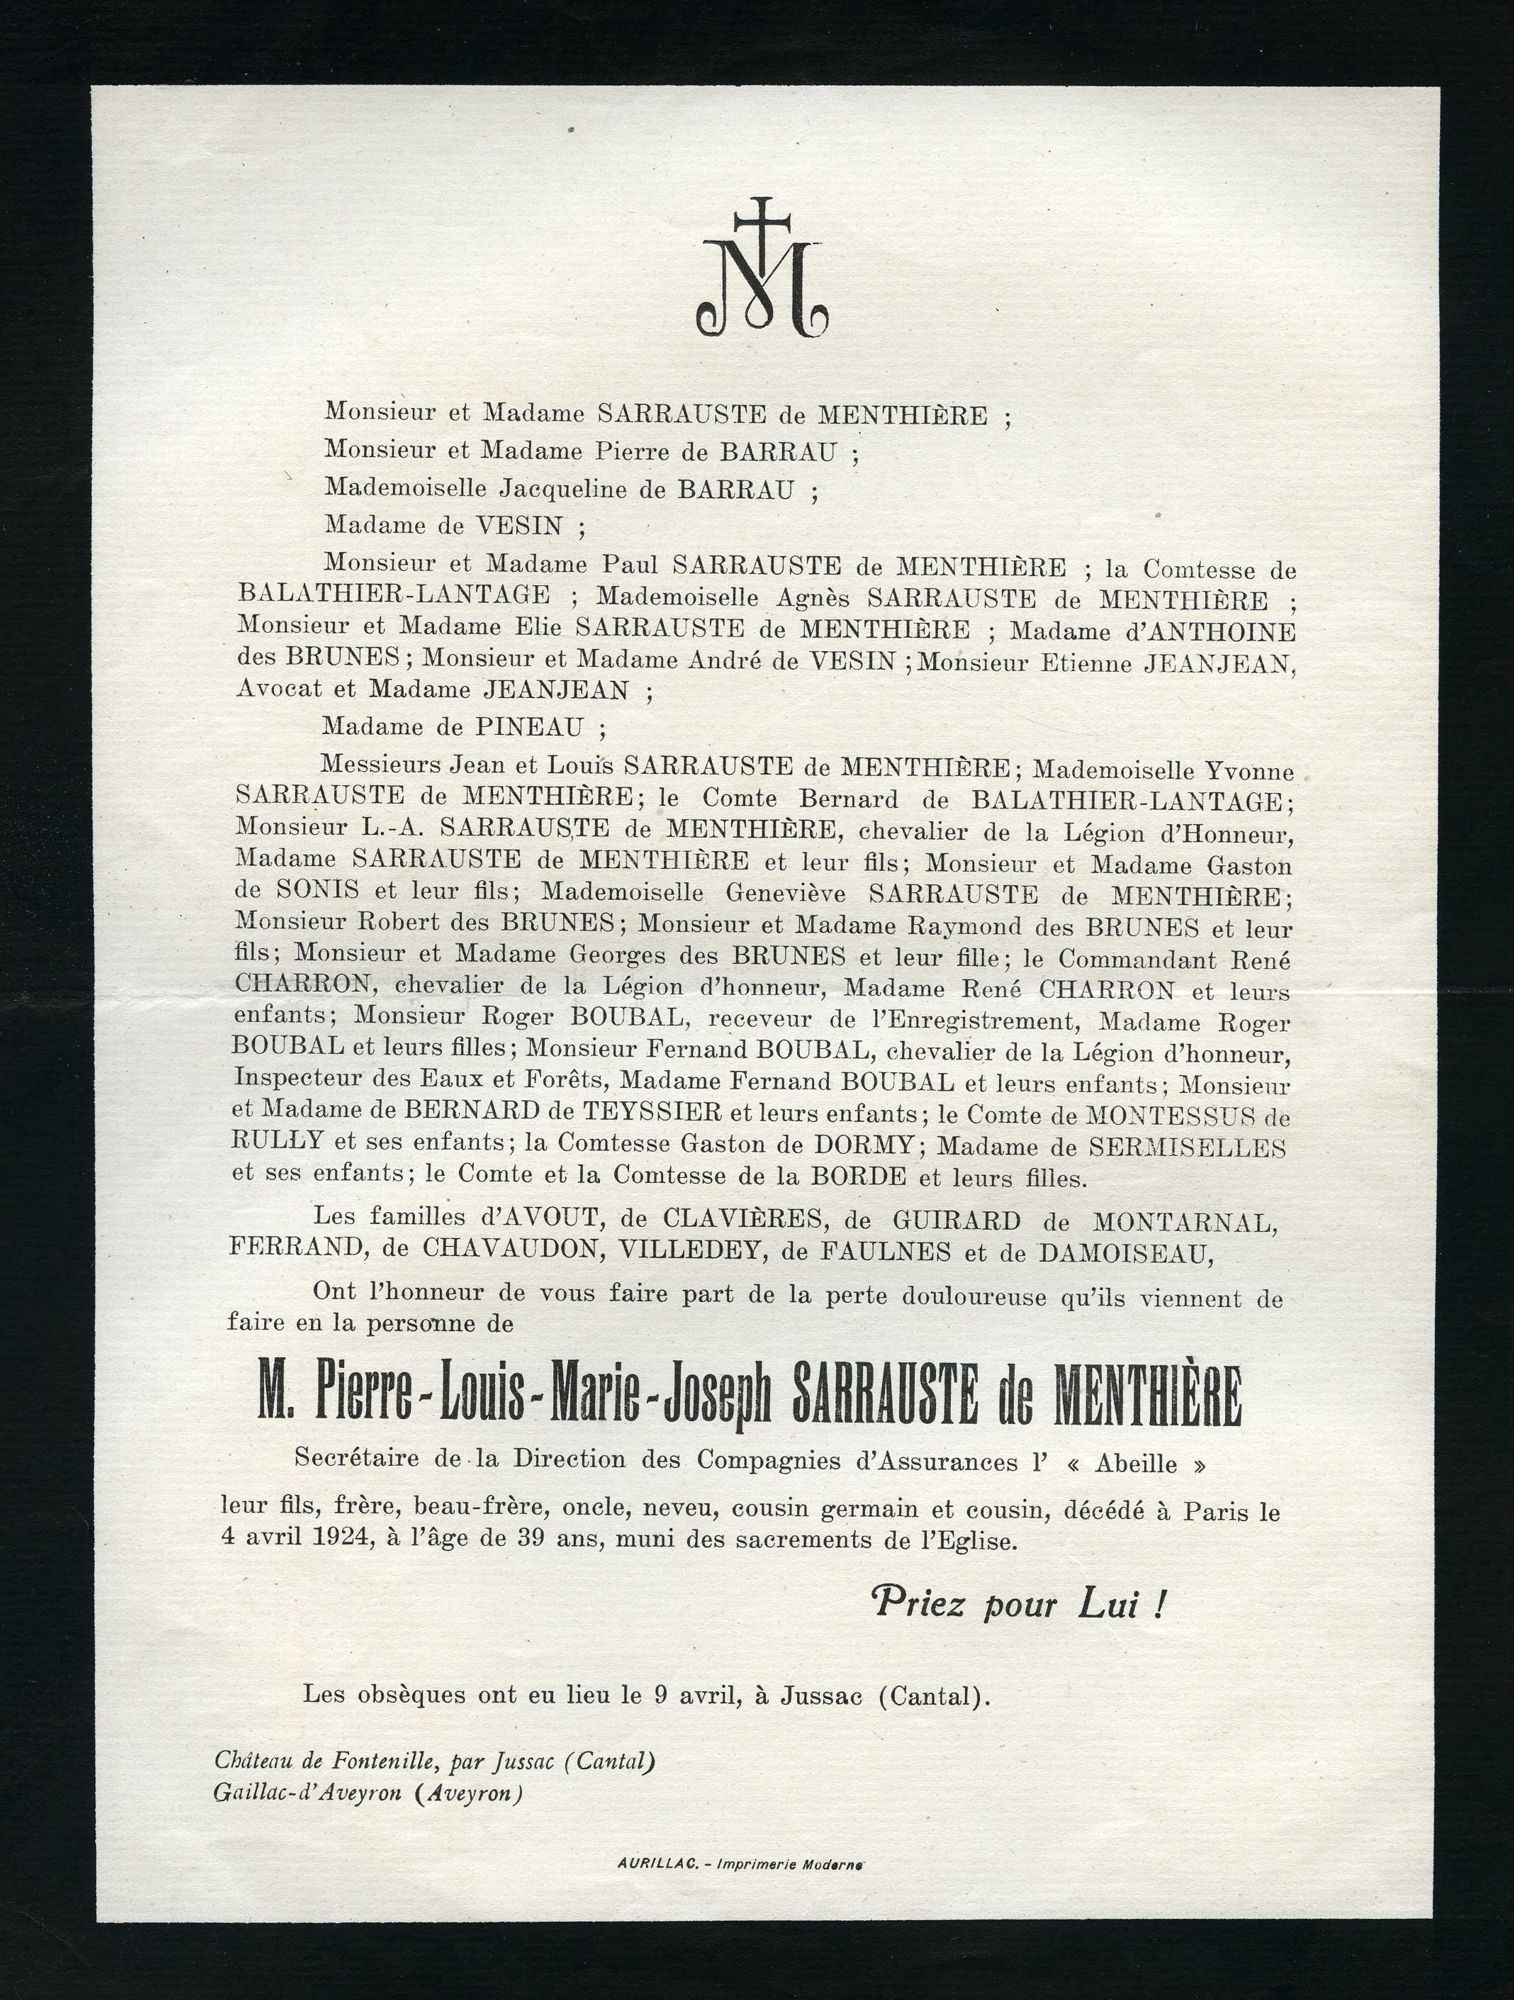 M
Monsieur et Madame SARRAUSTE de MENTHIÈRE ;
Monsieur et Madame Pierre de BARRAU ;
Mademoiselle Jacqueline de BARRAU ;
Madame de VESIN ;
Monsieur et Madame Paul SARRAUSTE de MENTHIÈRE ; la Comtesse de
BALATHIER-LANTAGE ; Mademoiselle Agnès SARRAUSTE de MENTHIÈRE ;
Monsieur et Madame Elie SARRAUSTE de MENTHIÈRE ; Madame d'ANTHOINE
des BRUNES ; Monsieur et Madame André de VESIN ; Monsieur Etienne JEANJEAN,
Avocat et Madame JEANJEAN ;
Madame de PINEAU ;
Messieurs Jean et Louis SARRAUSTE de MENTHIÈRE ; Mademoiselle Yvonne
SARRAUSTE de MENTHIÈRE ; le Comte Bernard de BALATHIER-LANTAGE ;
Monsieur L.-A. SARRAUSTE de MENTHIÈRE, chevalier de la Légion d'Honneur,
Madame SARRAUSTE de MENTHIÈRE et leur fils ; Monsieur et Madame Gaston
de SONIS et leur fils ; Mademoiselle Geneviève SARRAUSTE de MENTHIÈRE ;
Monsieur Robert des BRUNES ; Monsieur et Madame Raymond des BRUNES et leur
fils ; Monsieur et Madame Georges des BRUNES et leur fille ; le Commandant René
CHARRON, chevalier de la Légion d'honneur, Madame René CHARRON et leurs
enfants ; Monsieur Roger BOUBAL, receveur de l'Enregistrement, Madame Roger
BOUBAL et leurs filles ; Monsieur Fernand BOUBAL, chevalier de la Légion d'honneur,
Inspecteur des Eaux et Forêts, Madame Fernand BOUBAL et leurs enfants ; Monsieur
et Madame de BERNARD de TEYSSIER et leurs enfants ; le Comte de MONTESSUS de
RULLY et ses enfants ; la Comtesse Gaston de DORMY ; Madame de SERMISELLES
et ses enfants ; le Comte et la Comtesse de la BORDE et leurs filles.
Les familles d'AVOUT, de CLAVIÈRES, de GUIRARD de MONTARNAL,
FERRAND, de CHAVAUDON, VILLEDEY, de FAULNES et de DAMOISEAU,
Ont l'honneur de vous faire part de la perte douloureuse qu'ils viennent de
faire en la personne de
M. Pierre-Louis-Marie-Joseph SARRAUSTE de MENTHIÈRE
Secrétaire de la Direction des Compagnies d'Assurances l' « Abeille »
leur fils, frère, beau-frère, oncle, neveu, cousin germain et cousin, décédé à Paris le
4 avril 1924, à l'âge de 39 ans, muni des sacrements de l'Eglise.
Priez pour Lui !
Les obsèques ont eu lieu le 9 avril, à Jussac (Cantal).
Château de Fontenille, par Jussac (Cantal)
Gaillac-d'Aveyron (Aveyron)
AURILLAC. - Imprimerie Moderne